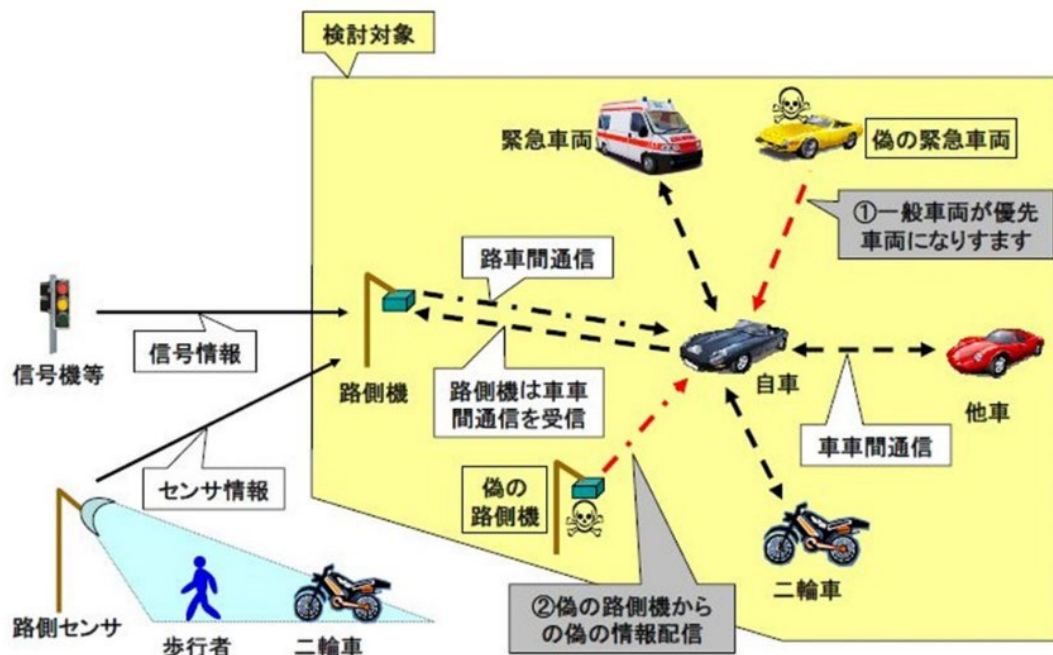 検討対象
緊急車両
偽の緊急車両
①一般車両が優先
車両になりすます
路車間通信
信号情報
信号機等
路側機
路側機は車車
間通信を受信
自車
他車
車車間通信
センサ情報
偽の
路側機
二輪車
②偽の路側機から
の偽の情報配信
路側センサ
歩行者
二輪車